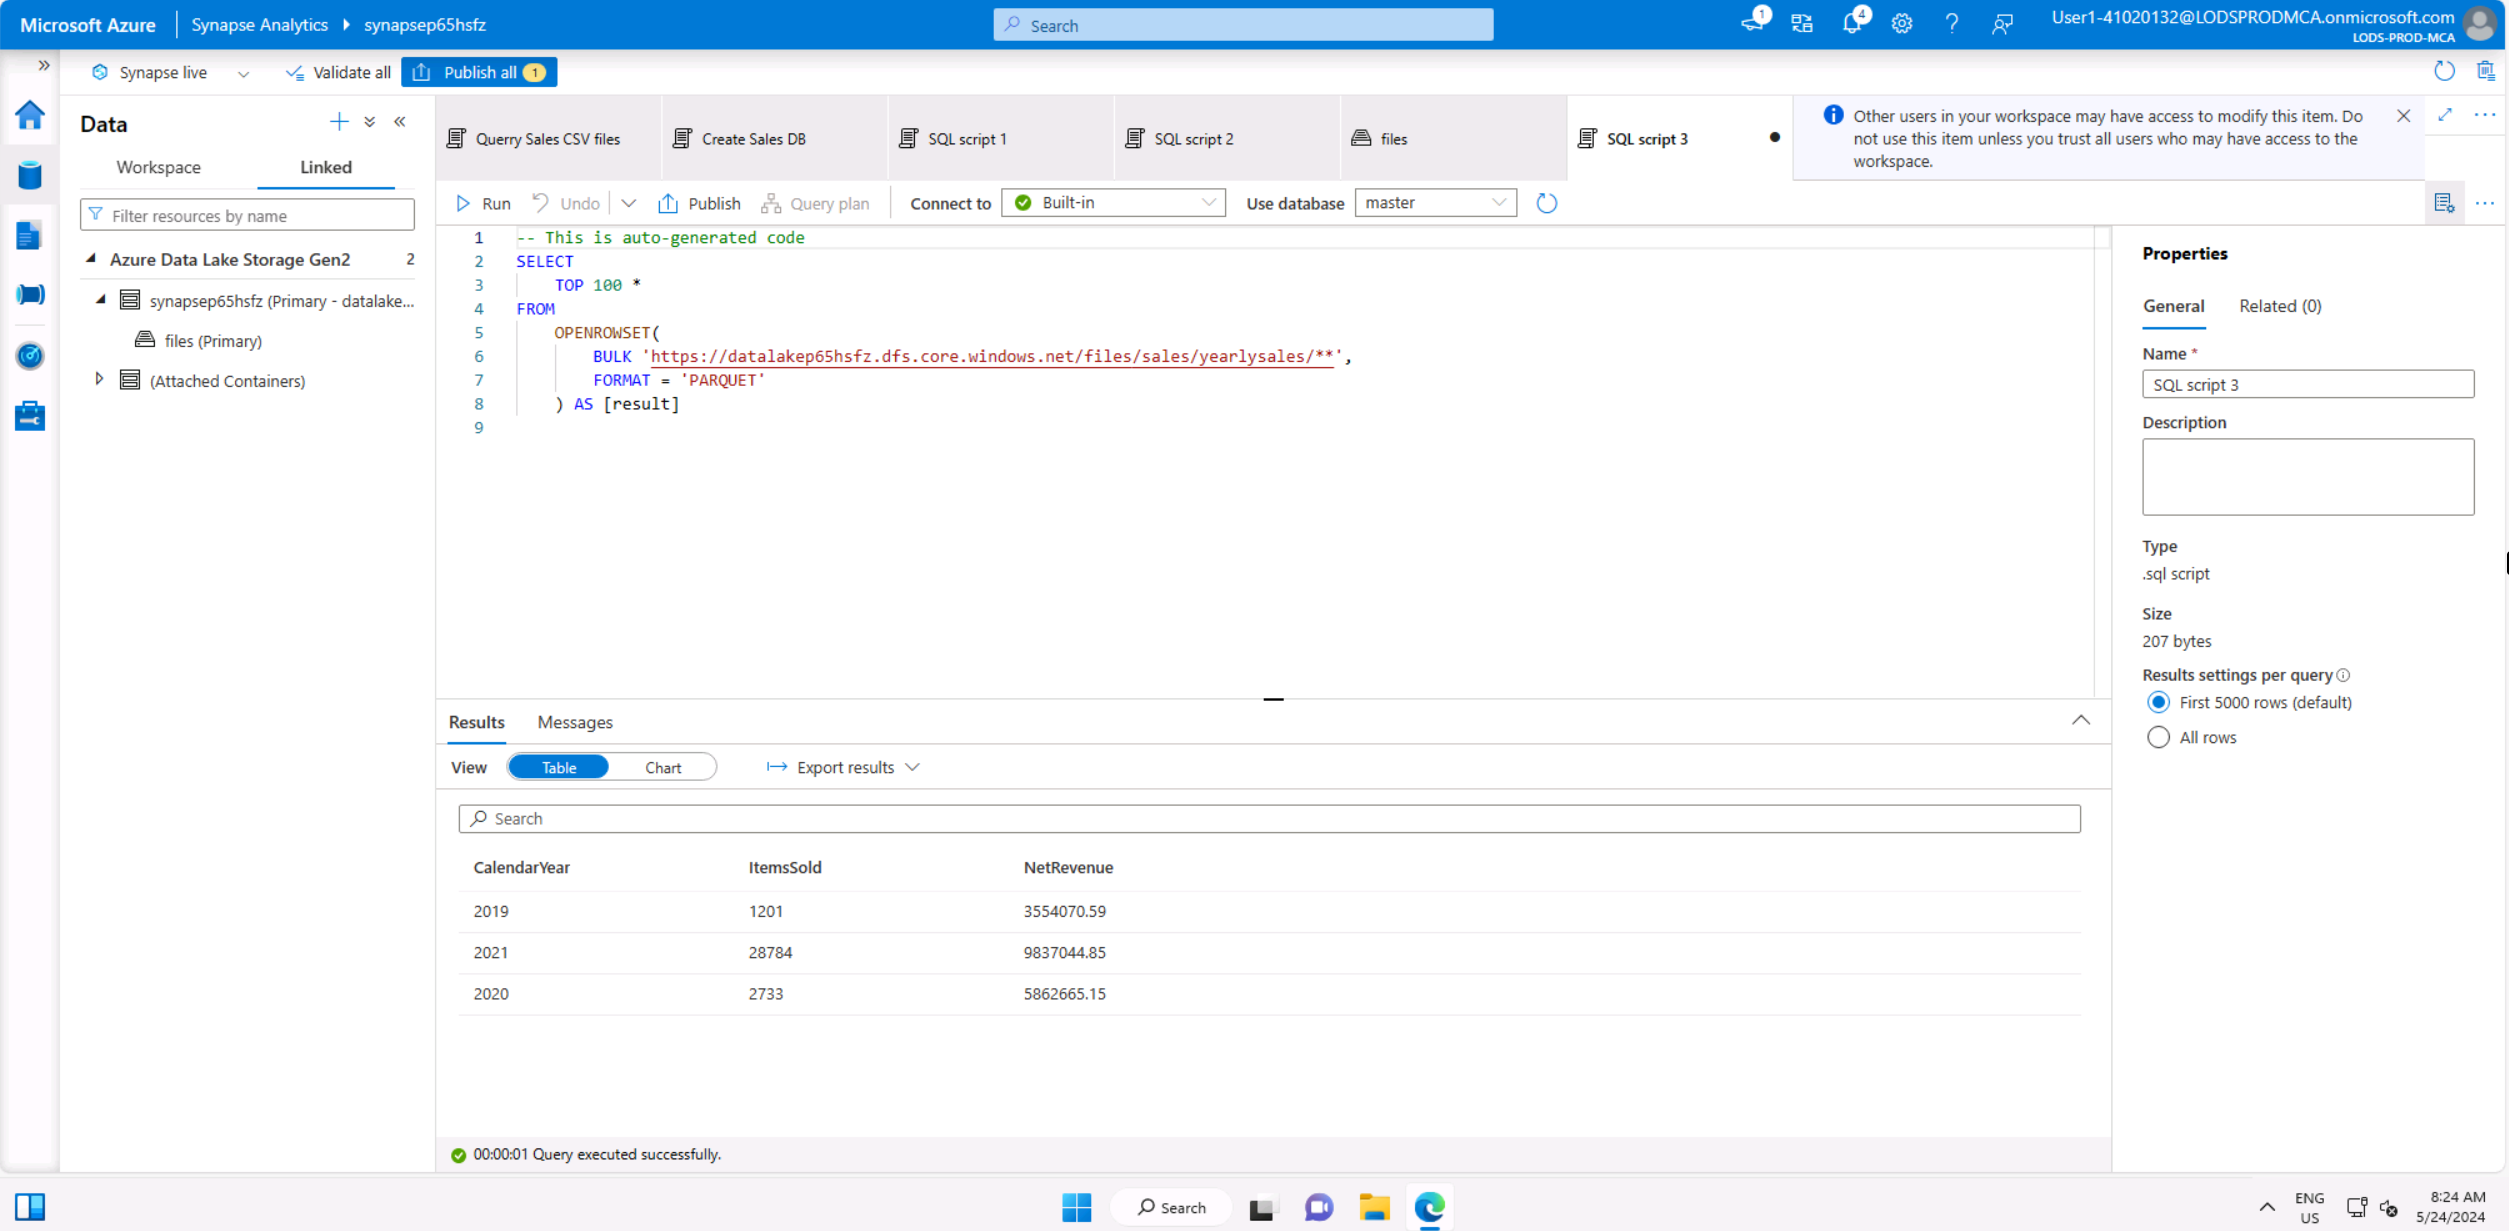 Microsoft Azure
Synapse Analytics
synapsep65hsfz
Search
1
4
User1-41020132@LODSPRODMCA.onmicrosoft.com
LODS-PROD-MCA
Synapse live
Validate all
Publish all 1
Data
Workspace
Linked
Filter resources by name
Azure Data Lake Storage Gen2 2
synapsep65hsfz (Primary - datalake...
files (Primary)
(Attached Containers)
Querry Sales CSV files
Create Sales DB
SQL script 1
SQL script 2
files
SQL script 3
Other users in your workspace may have access to modify this item. Do
not use this item unless you trust all users who may have access to the
workspace.
Run
Undo
Publish
Query plan
Connect to
Built-in
Use database
master
1 -- This is auto-generated code
2 SELECT
3 TOP 100 *
4 FROM
5 OPENROWSET(
6 BULK 'https://datalakep65hsfz.dfs.core.windows.net/files/sales/yearlysales/**',
7 FORMAT = 'PARQUET'
8 ) AS [result]
9
Results
Messages
View
Table
Chart
Export results
Search
CalendarYear ItemsSold NetRevenue
2019 1201 3554070.59
2021 28784 9837044.85
2020 2733 5862665.15
00:00:01 Query executed successfully.
Properties
General
Related (0)
Name *
SQL script 3
Description
Type
.sql script
Size
207 bytes
Results settings per query
First 5000 rows (default)
All rows
Search
ENG
US
8:24 AM
5/24/2024